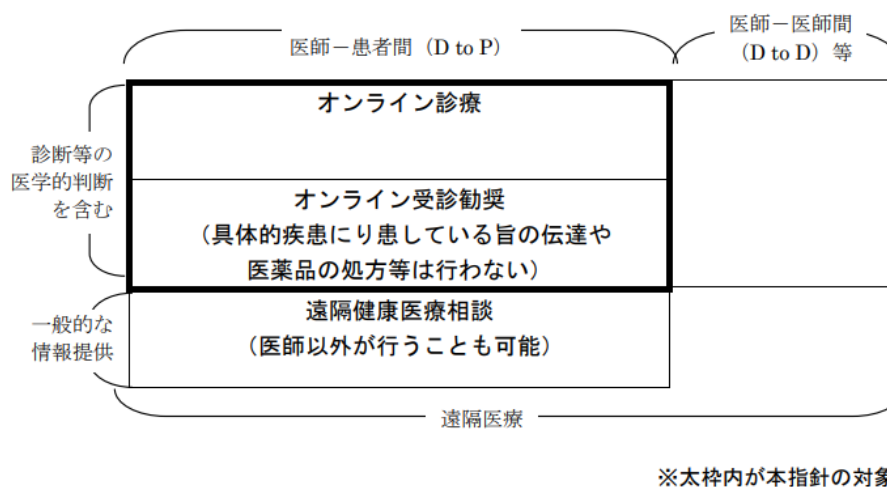 医師－患者間（D to P）
医師－医師間
（D to D）等
診断等の
医学的判断
を含む
オンライン診療
オンライン受診勧奨
（具体的疾患にり患している旨の伝達や
医薬品の処方等は行わない）
一般的な
情報提供
遠隔健康医療相談
（医師以外が行うことも可能）
遠隔医療
※太枠内が本指針の対象